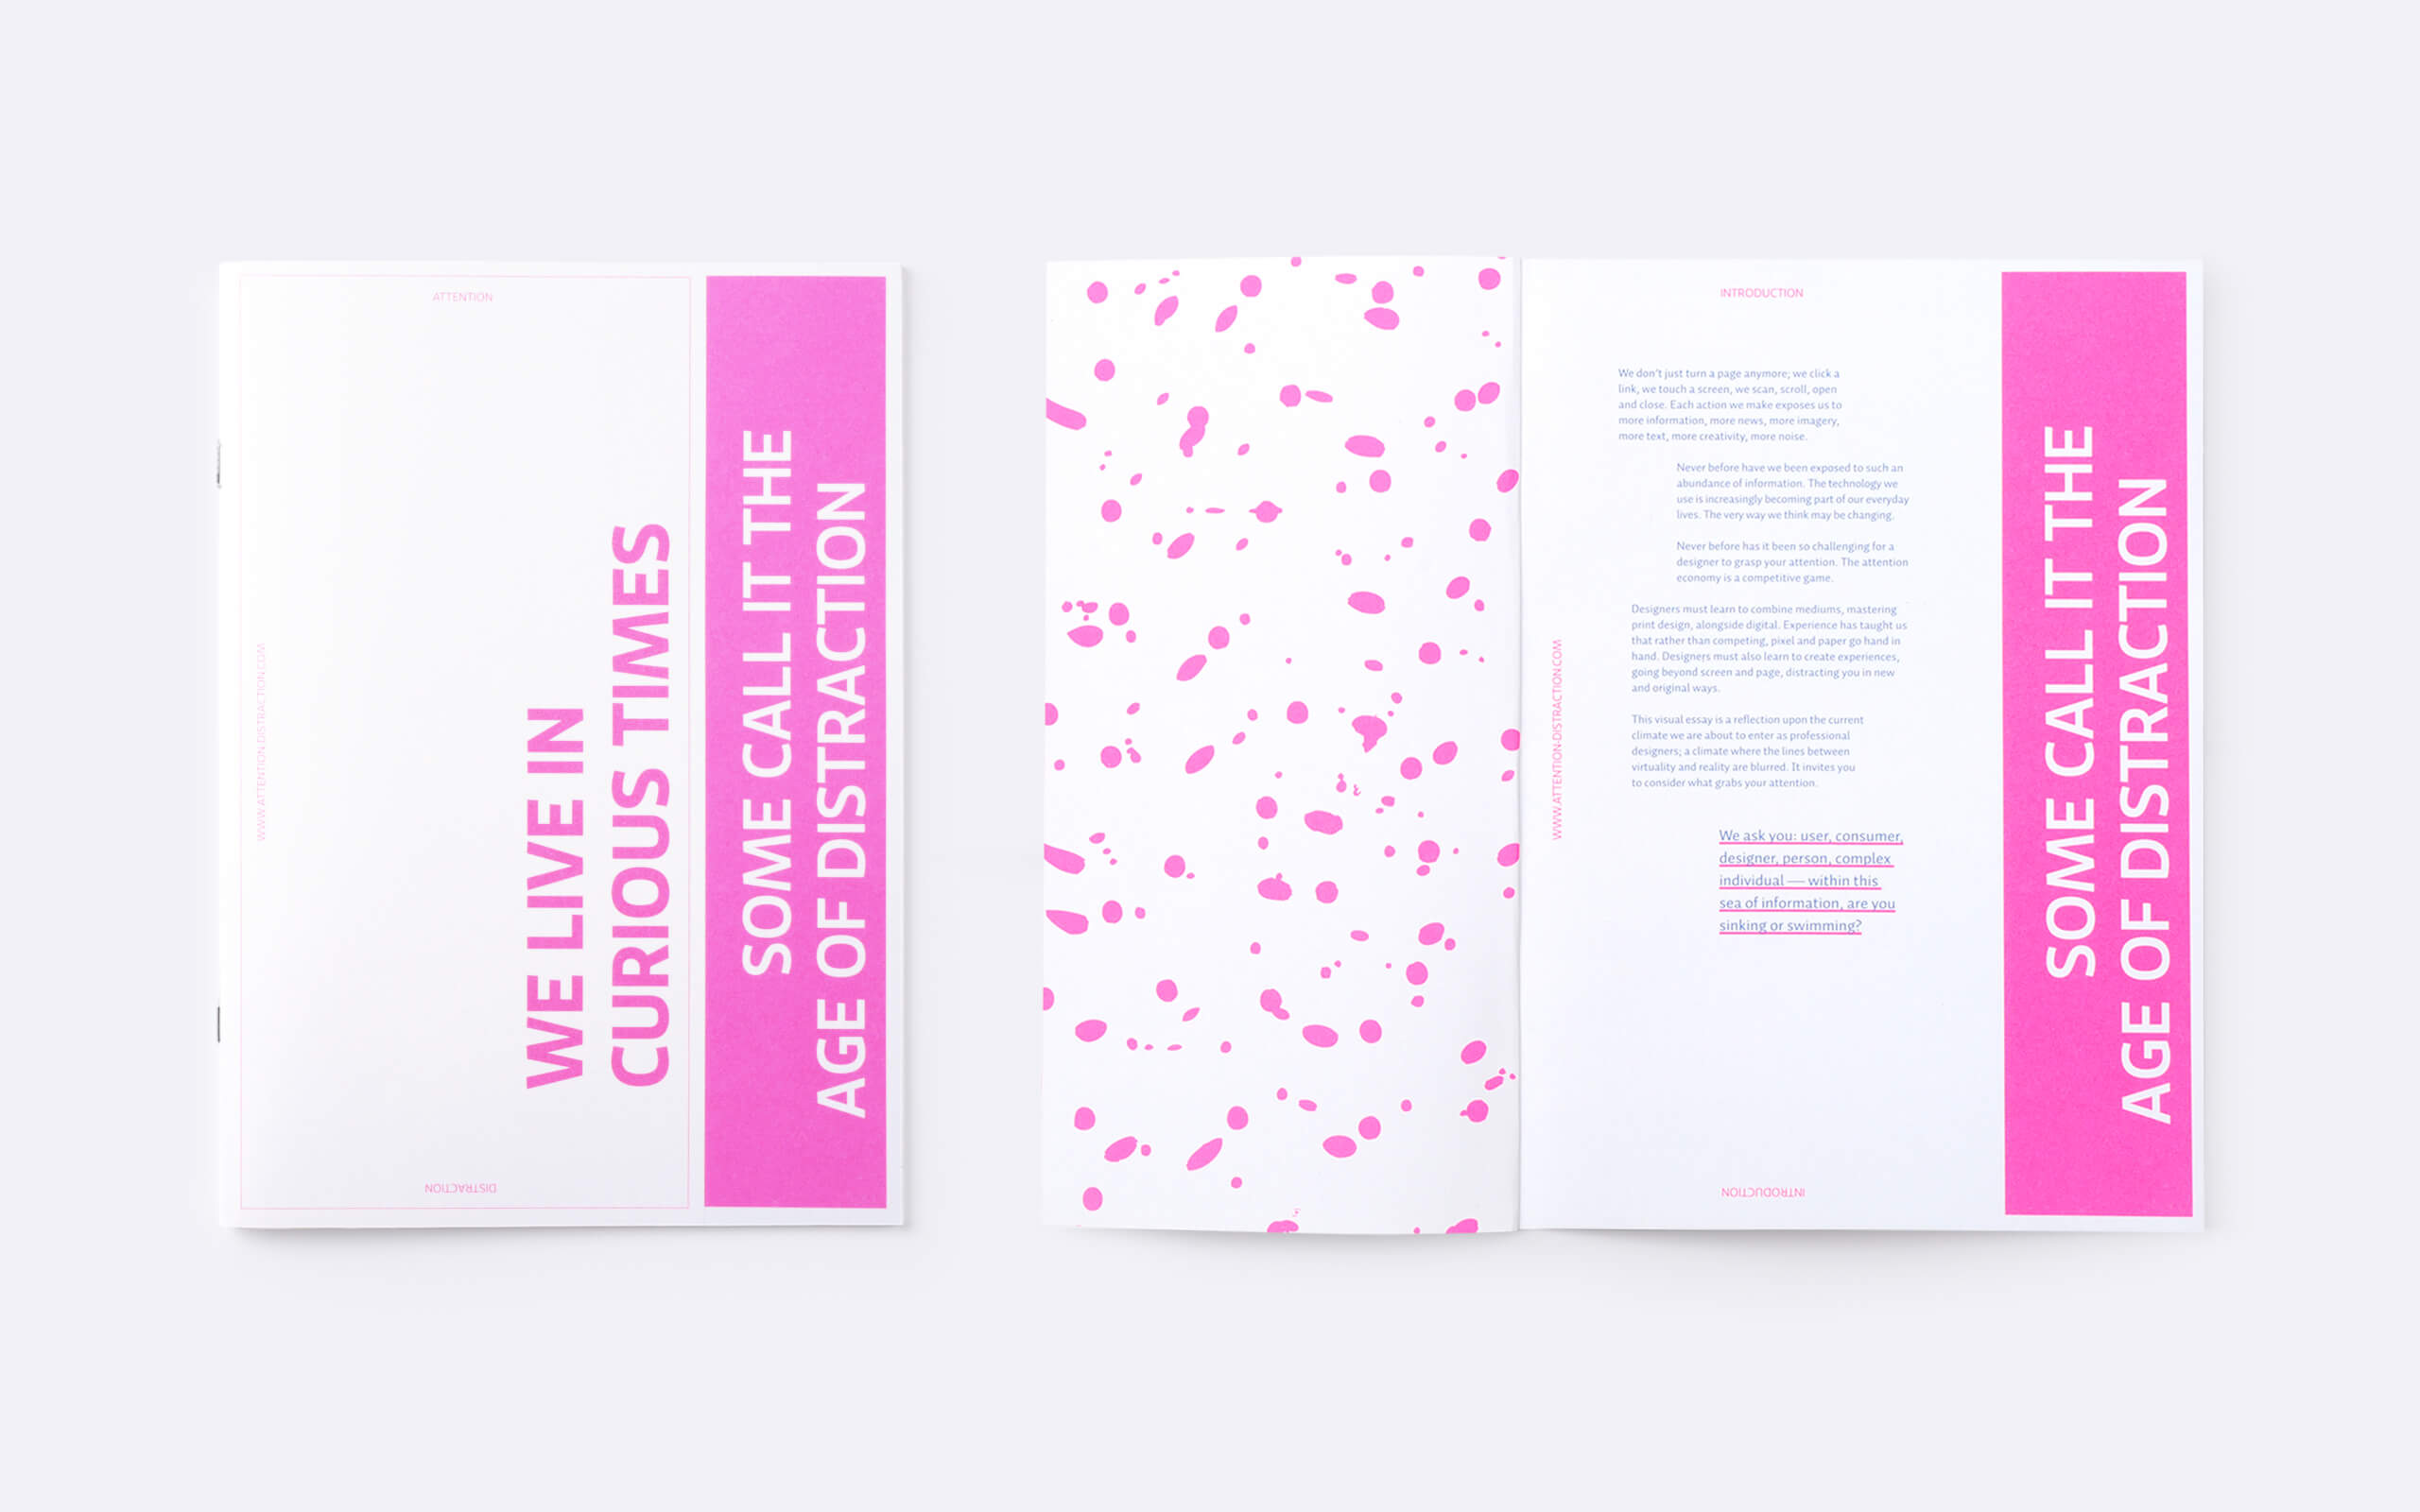 ATTENTION
WWW.ATTENTION-DISTRACTION.COM
WE LIVE IN
CURIOUS TIMES
SOME CALL IT THE
AGE OF DISTRACTION
DISTRACTION
INTRODUCTION
WWW.ATTENTION-DISTRACTION.COM
We don't just turn a page anymore; we click a
link, we touch a screen, we scan, scroll, open
and close. Each action we make exposes us to
more information, more news, more imagery,
more text, more creativity, more noise.
Never before have we been exposed to such an
abundance of information. The technology we
use is increasingly becoming part of our everyday
lives. The very way we think may be changing.
Never before has it been so challenging for a
designer to grasp your attention. The attention
economy is a competitive game.
Designers must learn to combine mediums, mastering
print design, alongside digital. Experience has taught us
that rather than competing, pixel and paper go hand in
hand. Designers must also learn to create experiences,
going beyond screen and page, distracting you in new
and original ways.
This visual essay is a reflection upon the current
climate we are about to enter as professional
designers; a climate where the lines between
virtuality and reality are blurred. It invites you
to consider what grabs your attention.
We ask you: user, consumer,
designer, person, complex
individual — within this
sea of information, are you
sinking or swimming?
INTRODUCTION
SOME CALL IT THE
AGE OF DISTRACTION